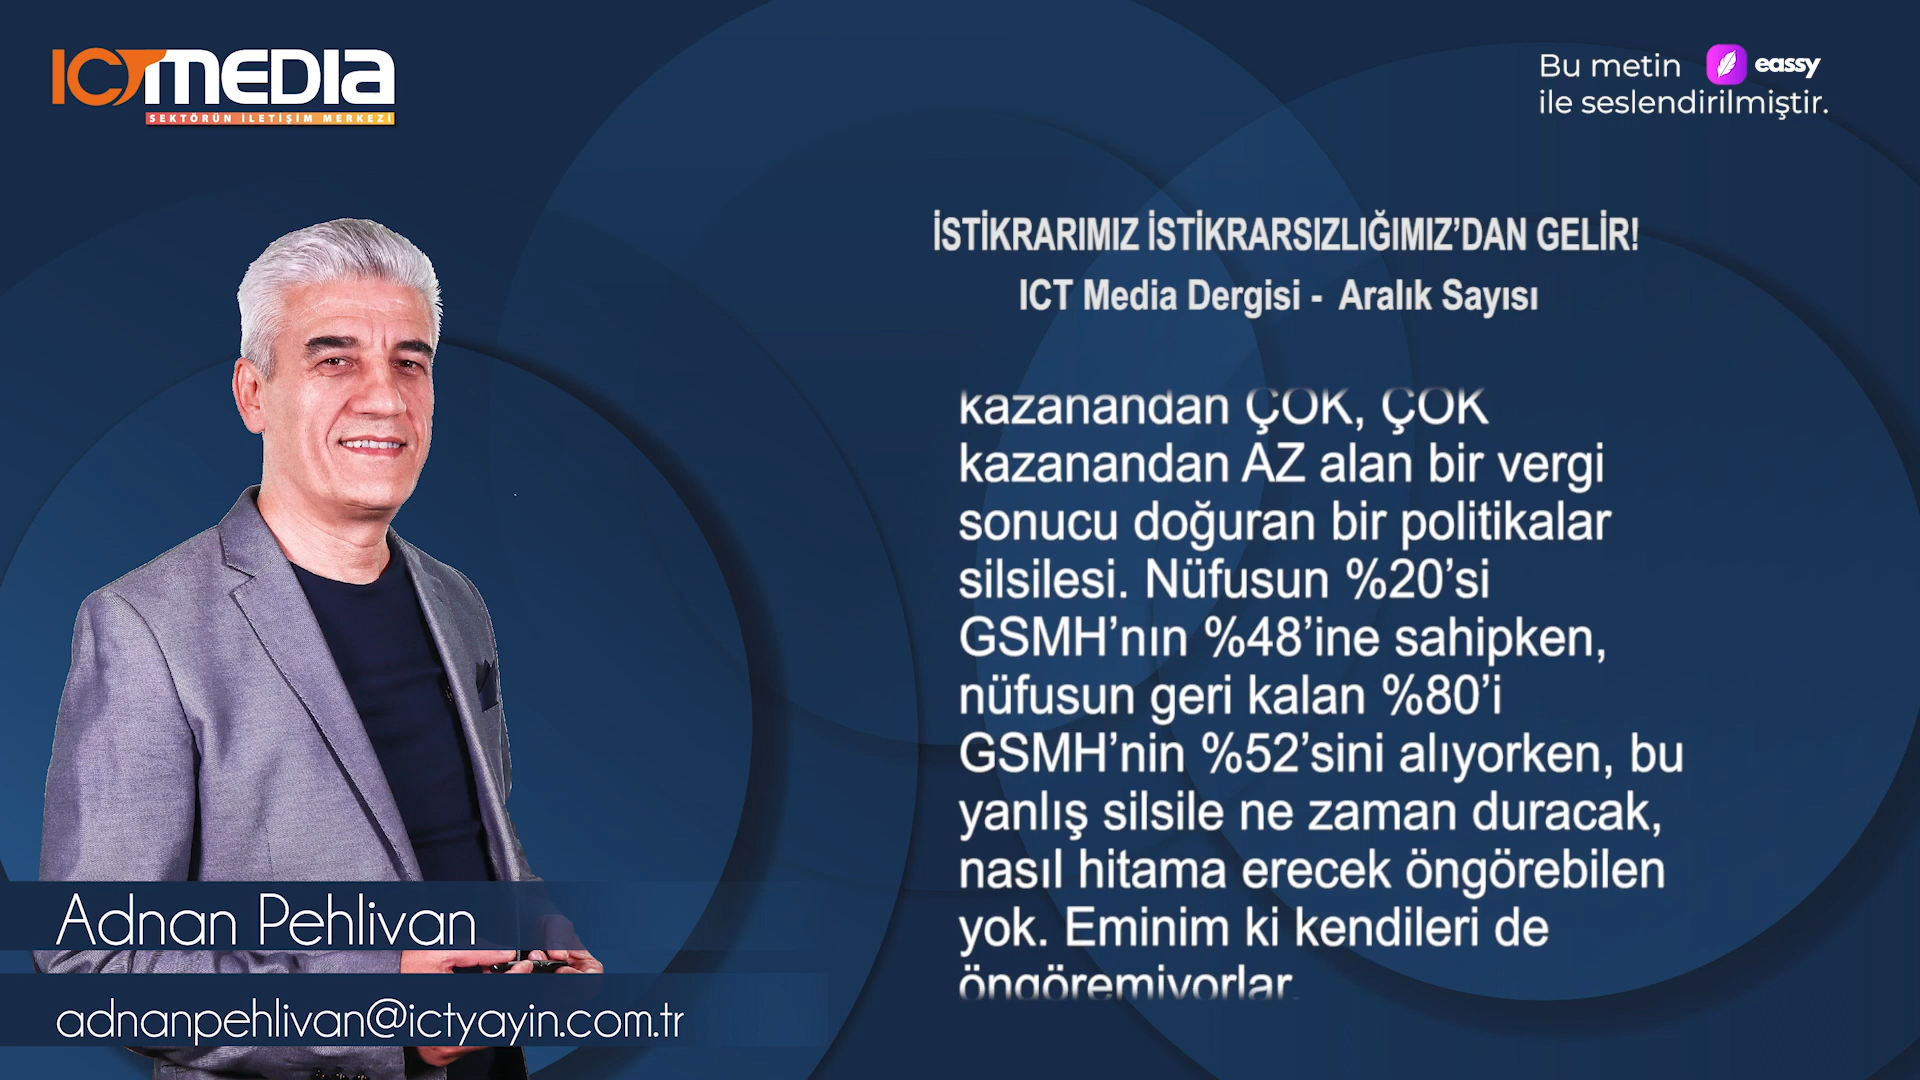 ICTMEDIA
SEKTÖRÜN İLETİŞİM MERKEZİ
Bu metin eassy
ile seslendirilmiştir.
İSTİKRARIMIZ İSTİKRARSIZLIĞIMIZ’DAN GELİR!
ICT Media Dergisi - Aralık Sayısı
kazanandan ÇOK, ÇOK
kazanandan AZ alan bir vergi
sonucu doğuran bir politikalar
silsilesi. Nüfusun %20’si
GSMH’nın %48’ine sahipken,
nüfusun geri kalan %80’i
GSMH’nin %52’sini alıyorken, bu
yanlış silsile ne zaman duracak,
nasıl hitama erecek öngörebilen
yok. Eminim ki kendileri de
öngöremiyorlar.
Adnan Pehlivan
adnanpehlivan@ictyayin.com.tr